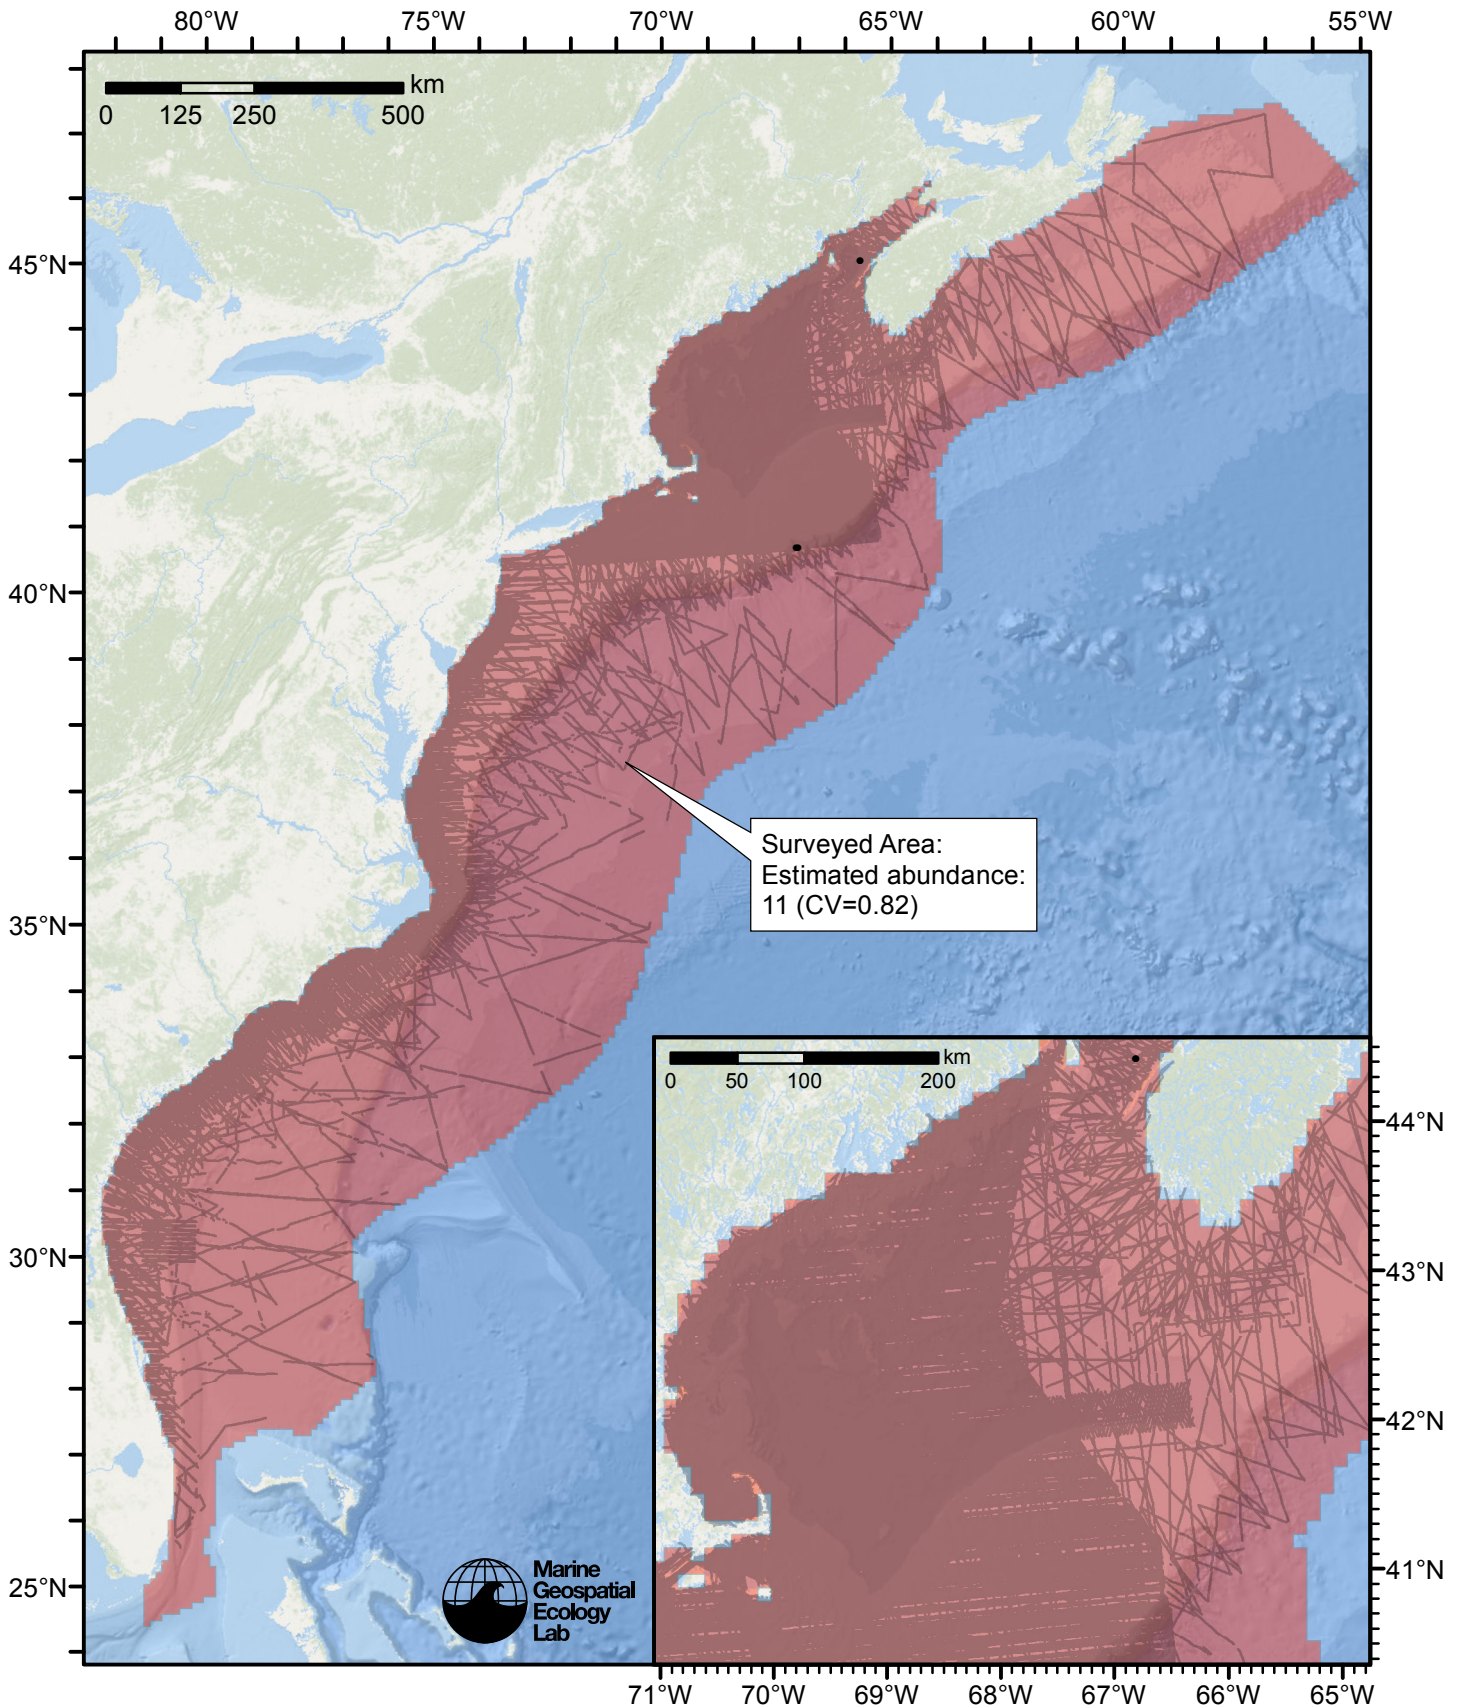 80°W 75°W 70°W 65°W 60°W 55°W
km
0 125 250 500
45°N
40°N
35°N
30°N
25°N
Surveyed Area:
Estimated abundance:
11 (CV=0.82)
km
0 50 100 200
44°N
43°N
42°N
41°N
Marine
Geospatial
Ecology
Lab
71°W 70°W 69°W 68°W 67°W 66°W 65°W